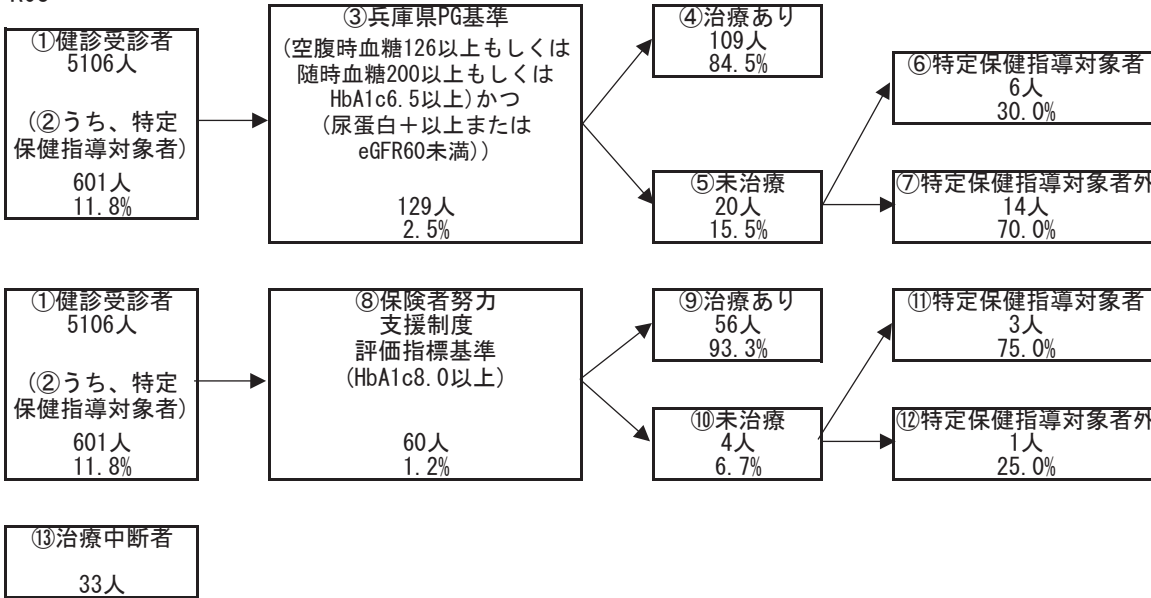 ①健診受診者
5106人
(②うち、特定
保健指導対象者)
601人
11.8%
③兵庫県PG基準
(空腹時血糖126以上もしくは
随時血糖200以上もしくは
HbA1c6.5以上)かつ
(尿蛋白+以上または
eGFR60未満))
129人
2.5%
④治療あり
109人
84.5%
⑤未治療
20人
15.5%
⑥特定保健指導対象者
6人
30.0%
⑦特定保健指導対象者外
14人
70.0%
①健診受診者
5106人
(②うち、特定
保健指導対象者)
601人
11.8%
⑧保険者努力
支援制度
評価指標基準
(HbA1c8.0以上)
60人
1.2%
⑨治療あり
56人
93.3%
⑩未治療
4人
6.7%
⑪特定保健指導対象者
3人
75.0%
⑫特定保健指導対象者外
1人
25.0%
⑬治療中断者
33人